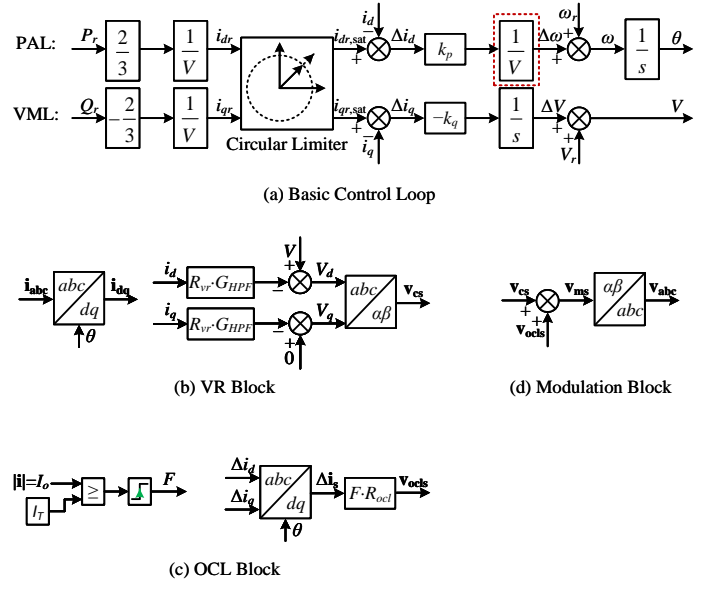 PAL: P_r 2/3 1/V i_dr i_dr,sat i_d − + Δi_d k_p 1/V Δω + + ω_r ω 1/s θ
VML: Q_r −2/3 1/V i_qr i_qr,sat + − i_q Δi_q −k_q 1/s ΔV + + V_r V
Circular Limiter
(a) Basic Control Loop
i_abc abc dq i_dq θ
i_d R_vr·G_HPF − + V V_d abc αβ v_cs
i_q R_vr·G_HPF − + 0 V_q
(b) VR Block
v_cs + + v_ocls v_ms αβ abc v_abc
(d) Modulation Block
|i|=I_o I_T ≥ F
Δi_d Δi_q abc dq θ Δi_s F·R_ocl v_ocls
(c) OCL Block